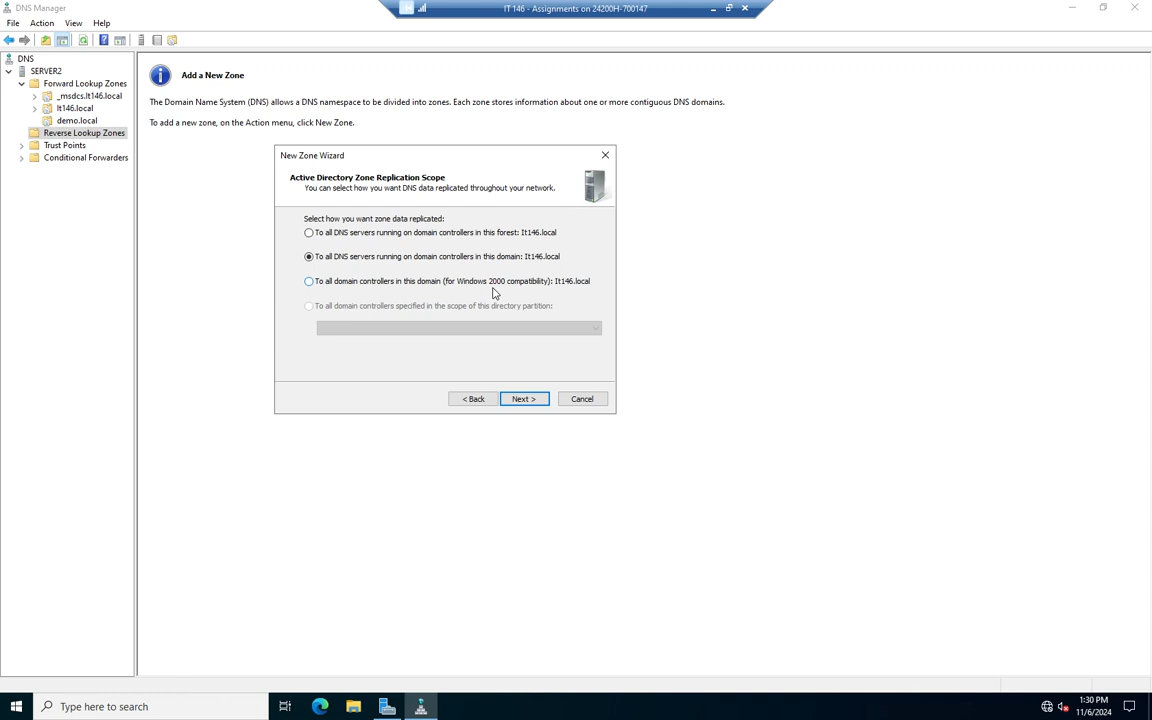 DNS Manager
IT 146 - Assignments on 24200H-700147
File Action View Help
DNS
SERVER2
Forward Lookup Zones
_msdcs.It146.local
It146.local
demo.local
Reverse Lookup Zones
Trust Points
Conditional Forwarders
Add a New Zone
The Domain Name System (DNS) allows a DNS namespace to be divided into zones. Each zone stores information about one or more contiguous DNS domains.
To add a new zone, on the Action menu, click New Zone.
New Zone Wizard
Active Directory Zone Replication Scope
You can select how you want DNS data replicated throughout your network.
Select how you want zone data replicated:
To all DNS servers running on domain controllers in this forest: It146.local
To all DNS servers running on domain controllers in this domain: It146.local
To all domain controllers in this domain (for Windows 2000 compatibility): It146.local
To all domain controllers specified in the scope of this directory partition:
< Back
Next >
Cancel
Type here to search
1:30 PM
11/6/2024